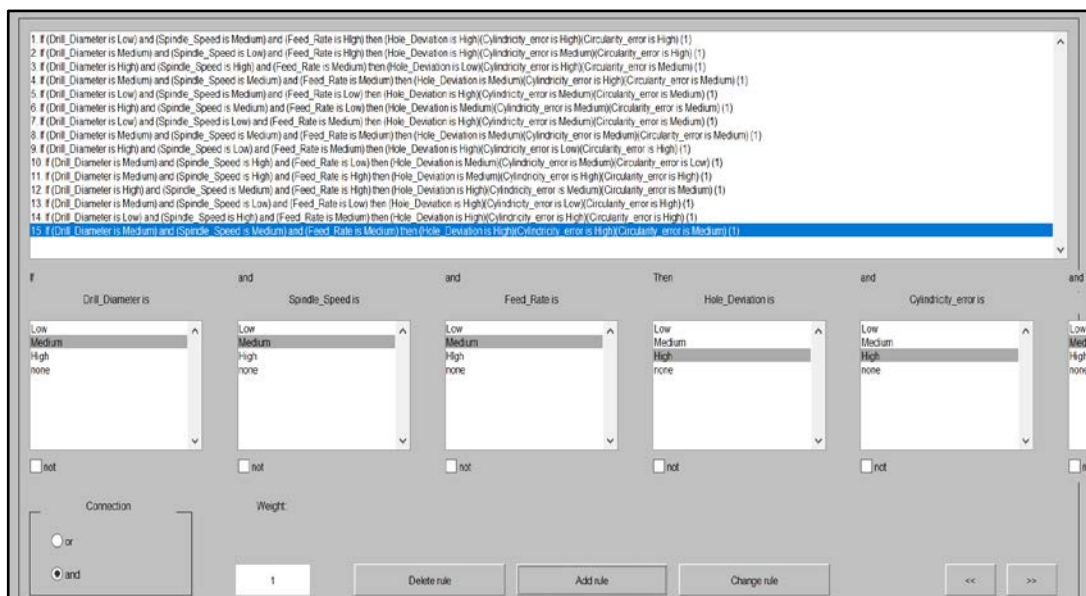 1. If (Drill_Diameter is Low) and (Spindle_Speed is Medium) and (Feed_Rate is High) then (Hole_Deviation is High)(Cylindricity_error is High)(Circularity_error is High) (1)
2. If (Drill_Diameter is Medium) and (Spindle_Speed is Low) and (Feed_Rate is High) then (Hole_Deviation is High)(Cylindricity_error is Medium)(Circularity_error is High) (1)
3. If (Drill_Diameter is High) and (Spindle_Speed is High) and (Feed_Rate is Medium) then (Hole_Deviation is High)(Cylindricity_error is High)(Circularity_error is Medium) (1)
4. If (Drill_Diameter is Medium) and (Spindle_Speed is Medium) and (Feed_Rate is Medium) then (Hole_Deviation is Medium)(Cylindricity_error is High)(Circularity_error is Medium) (1)
5. If (Drill_Diameter is Low) and (Spindle_Speed is Medium) and (Feed_Rate is Low) then (Hole_Deviation is High)(Cylindricity_error is Medium)(Circularity_error is Medium) (1)
6. If (Drill_Diameter is High) and (Spindle_Speed is Medium) and (Feed_Rate is Low) then (Hole_Deviation is Medium)(Cylindricity_error is Medium)(Circularity_error is Medium) (1)
7. If (Drill_Diameter is Low) and (Spindle_Speed is Low) and (Feed_Rate is Medium) then (Hole_Deviation is High)(Cylindricity_error is Medium)(Circularity_error is Medium) (1)
8. If (Drill_Diameter is Medium) and (Spindle_Speed is Medium) and (Feed_Rate is Medium) then (Hole_Deviation is Medium)(Cylindricity_error is Medium)(Circularity_error is Medium) (1)
9. If (Drill_Diameter is High) and (Spindle_Speed is Low) and (Feed_Rate is Medium) then (Hole_Deviation is High)(Cylindricity_error is Low)(Circularity_error is High) (1)
10. If (Drill_Diameter is Medium) and (Spindle_Speed is High) and (Feed_Rate is Low) then (Hole_Deviation is Medium)(Cylindricity_error is Medium)(Circularity_error is Low) (1)
11. If (Drill_Diameter is Medium) and (Spindle_Speed is High) and (Feed_Rate is High) then (Hole_Deviation is Medium)(Cylindricity_error is High)(Circularity_error is High) (1)
12. If (Drill_Diameter is High) and (Spindle_Speed is Medium) and (Feed_Rate is High) then (Hole_Deviation is High)(Cylindricity_error is Medium)(Circularity_error is Medium) (1)
13. If (Drill_Diameter is Medium) and (Spindle_Speed is Low) and (Feed_Rate is Low) then (Hole_Deviation is High)(Cylindricity_error is Low)(Circularity_error is High) (1)
14. If (Drill_Diameter is Low) and (Spindle_Speed is High) and (Feed_Rate is Medium) then (Hole_Deviation is High)(Cylindricity_error is High)(Circularity_error is High) (1)
15. If (Drill_Diameter is Medium) and (Spindle_Speed is Medium) and (Feed_Rate is Medium) then (Hole_Deviation is High)(Cylindricity_error is High)(Circularity_error is Medium) (1)
If and and Then and and
Drill_Diameter is Spindle_Speed is Feed_Rate is Hole_Deviation is Cylindricity_error is
Low Low Low Low Low Low
Medium Medium Medium Medium Medium Med
High High High High High High
none none none none none none
not not not not not
Connection Weight:
or
and 1 Delete rule Add rule Change rule << >>